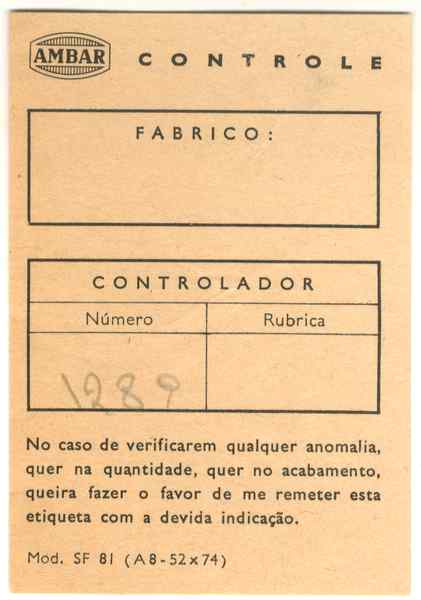 AMBAR CONTROLE
FABRICO:
CONTROLADOR
Número Rubrica
1289
No caso de verificarem qualquer anomalia,
quer na quantidade, quer no acabamento,
queira fazer o favor de me remeter esta
etiqueta com a devida indicação.
Mod. SF 81 (A8-52x74)